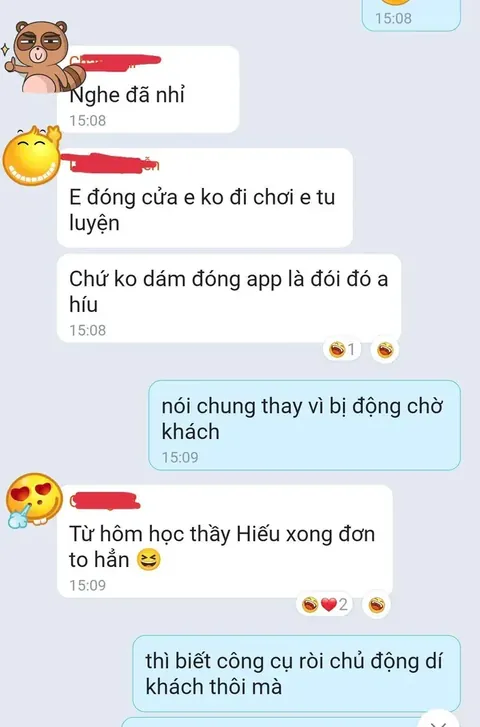 15:08
Nghe đã nhỉ
15:08
E đóng cửa e ko đi chơi e tu
luyện
Chứ ko dám đóng app là đói đó a
híu
15:08
1
nói chung thay vì bị động chờ
khách
15:09
Từ hôm học thầy Hiếu xong đơn
to hẳn 😆
15:09
2
thì biết công cụ ròi chủ động dí
khách thôi mà